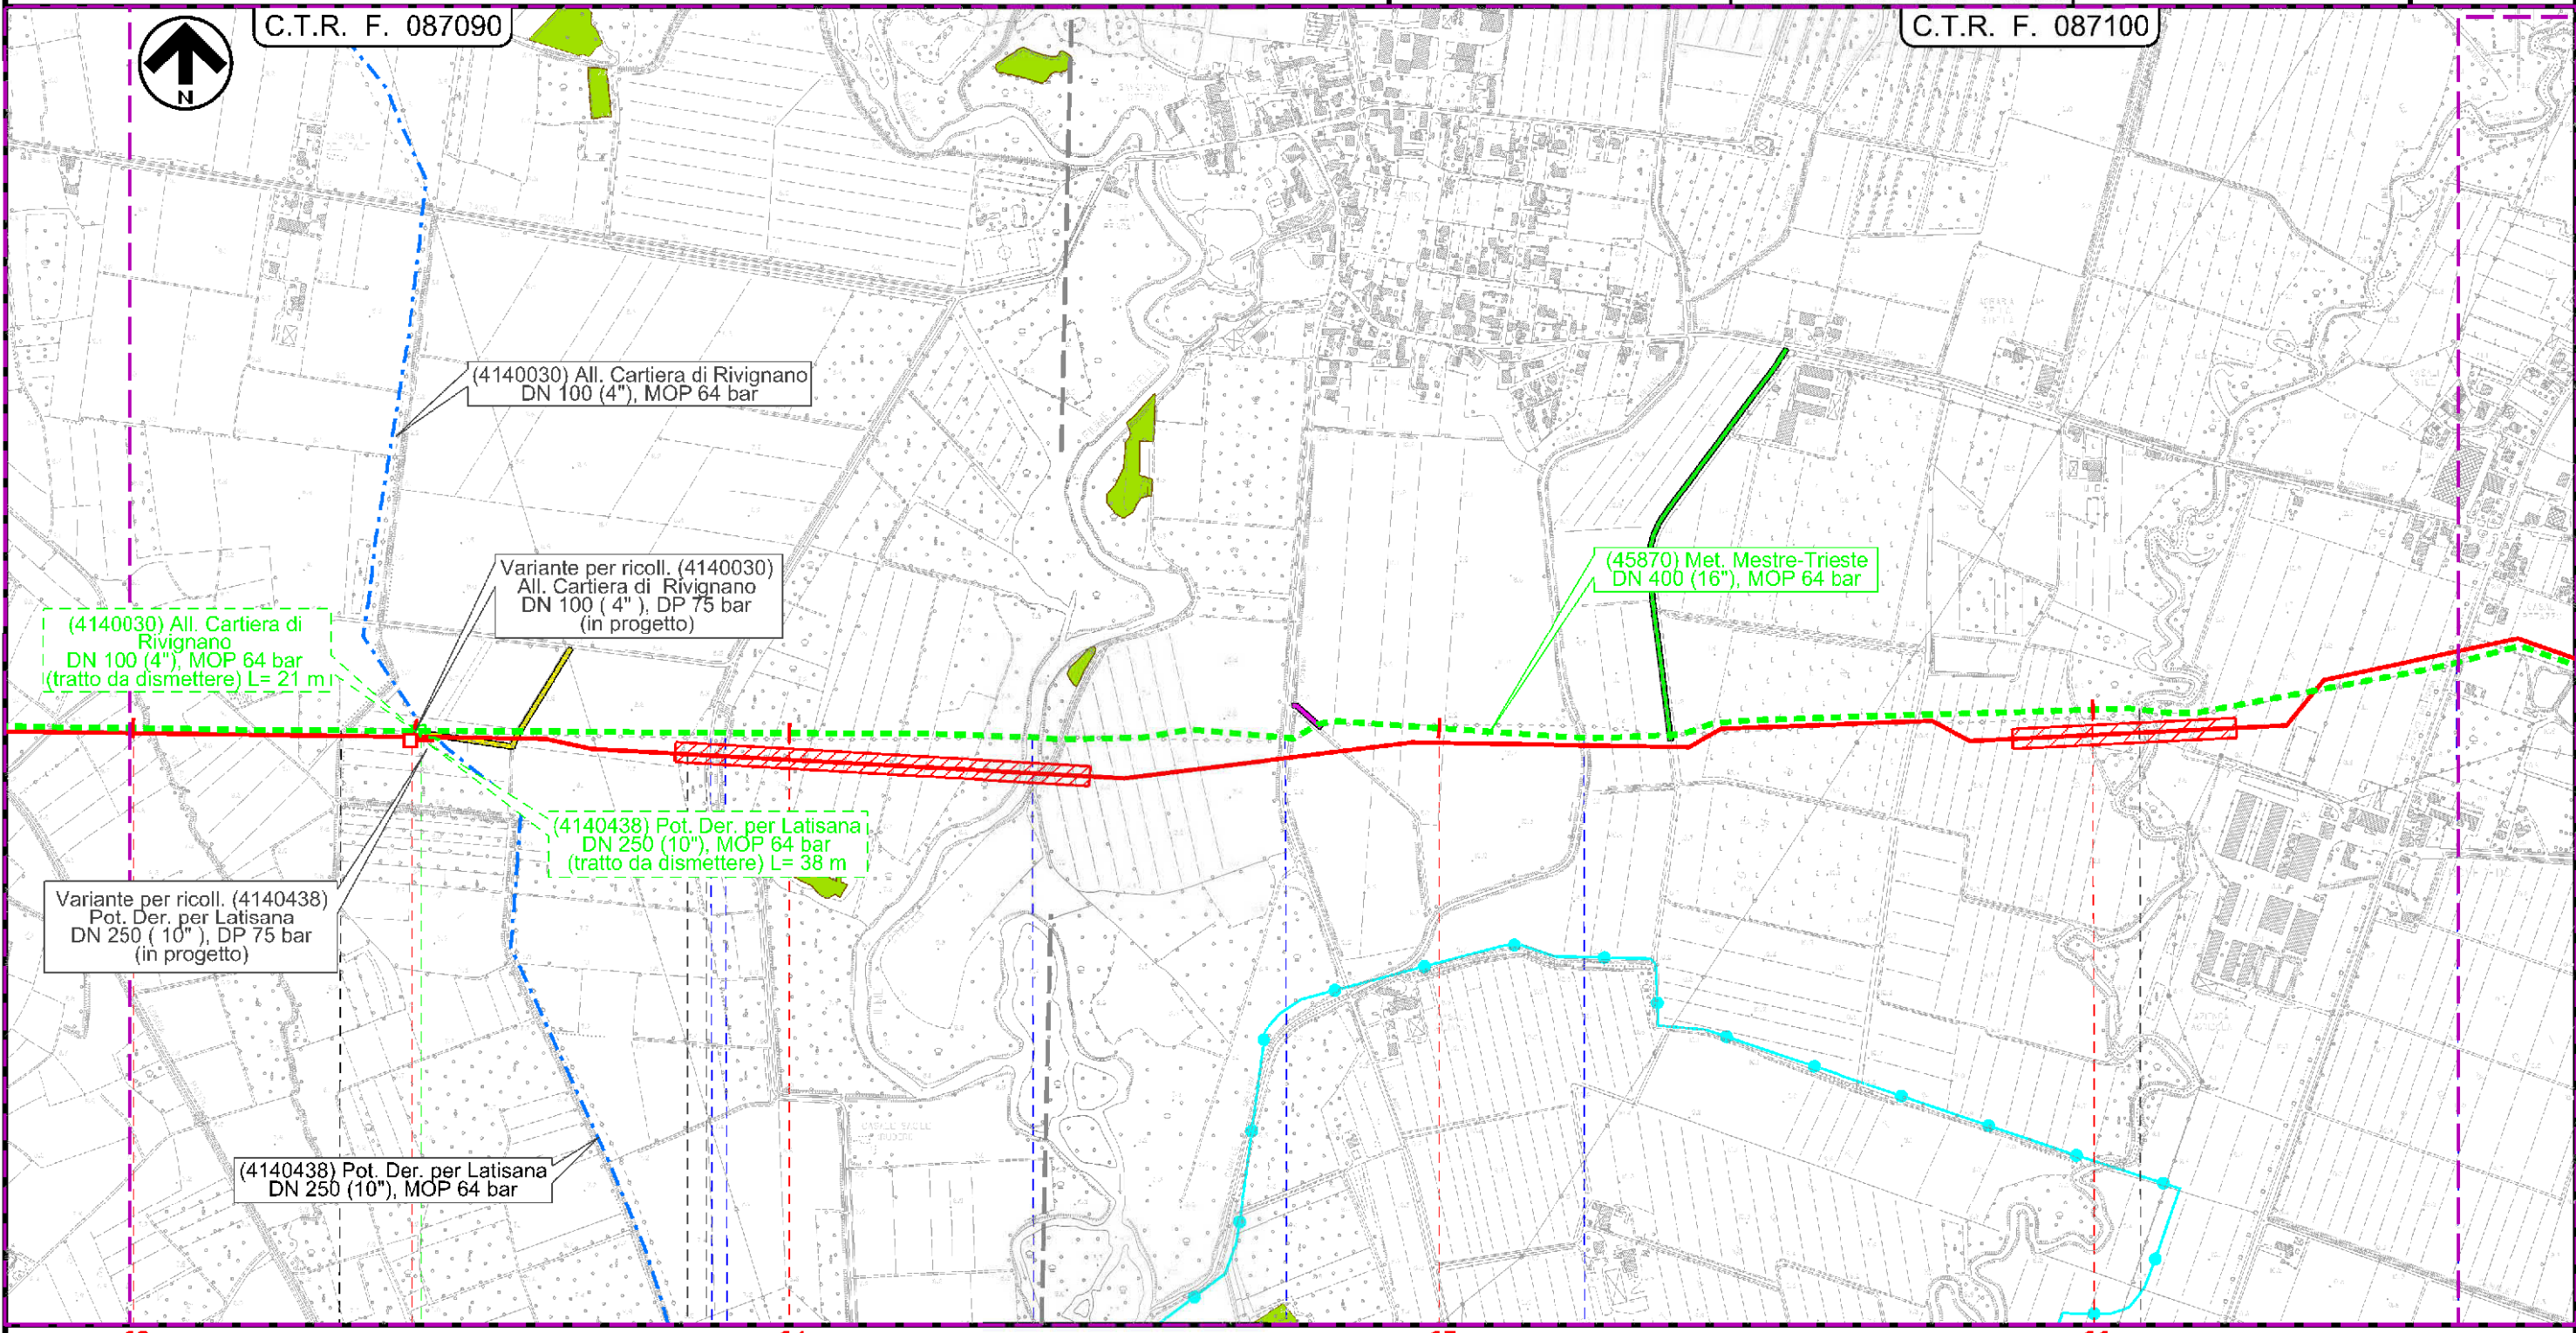 C.T.R. F. 087090
C.T.R. F. 087100
N
(4140030) All. Cartiera di Rivignano
DN 100 (4"), MOP 64 bar
Variante per ricoll. (4140030)
All. Cartiera di Rivignano
DN 100 ( 4" ), DP 75 bar
(in progetto)
(45870) Met. Mestre-Trieste
DN 400 (16"), MOP 64 bar
(4140030) All. Cartiera di
Rivignano
DN 100 (4"), MOP 64 bar
(tratto da dismettere) L= 21 m
(4140438) Pot. Der. per Latisana
DN 250 (10"), MOP 64 bar
(tratto da dismettere) L= 38 m
Variante per ricoll. (4140438)
Pot. Der. per Latisana
DN 250 ( 10" ), DP 75 bar
(in progetto)
(4140438) Pot. Der. per Latisana
DN 250 (10"), MOP 64 bar